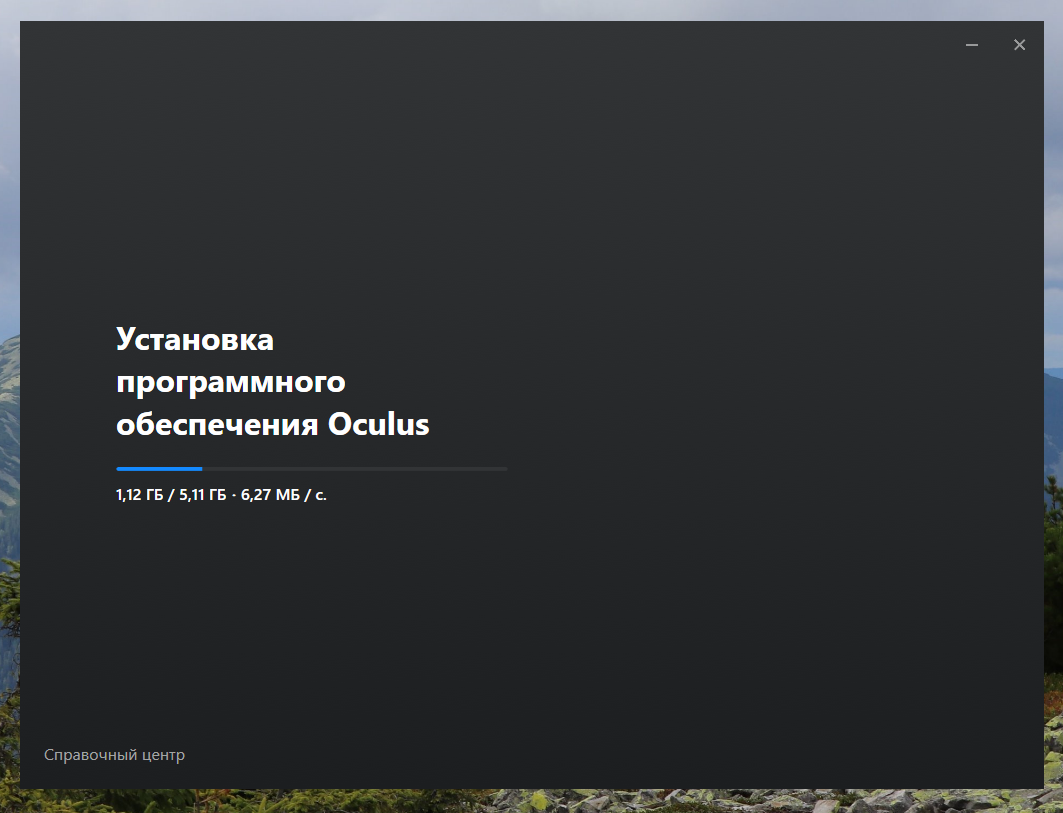 Установка
программного
обеспечения Oculus
1,12 ГБ / 5,11 ГБ · 6,27 МБ / с.
Справочный центр